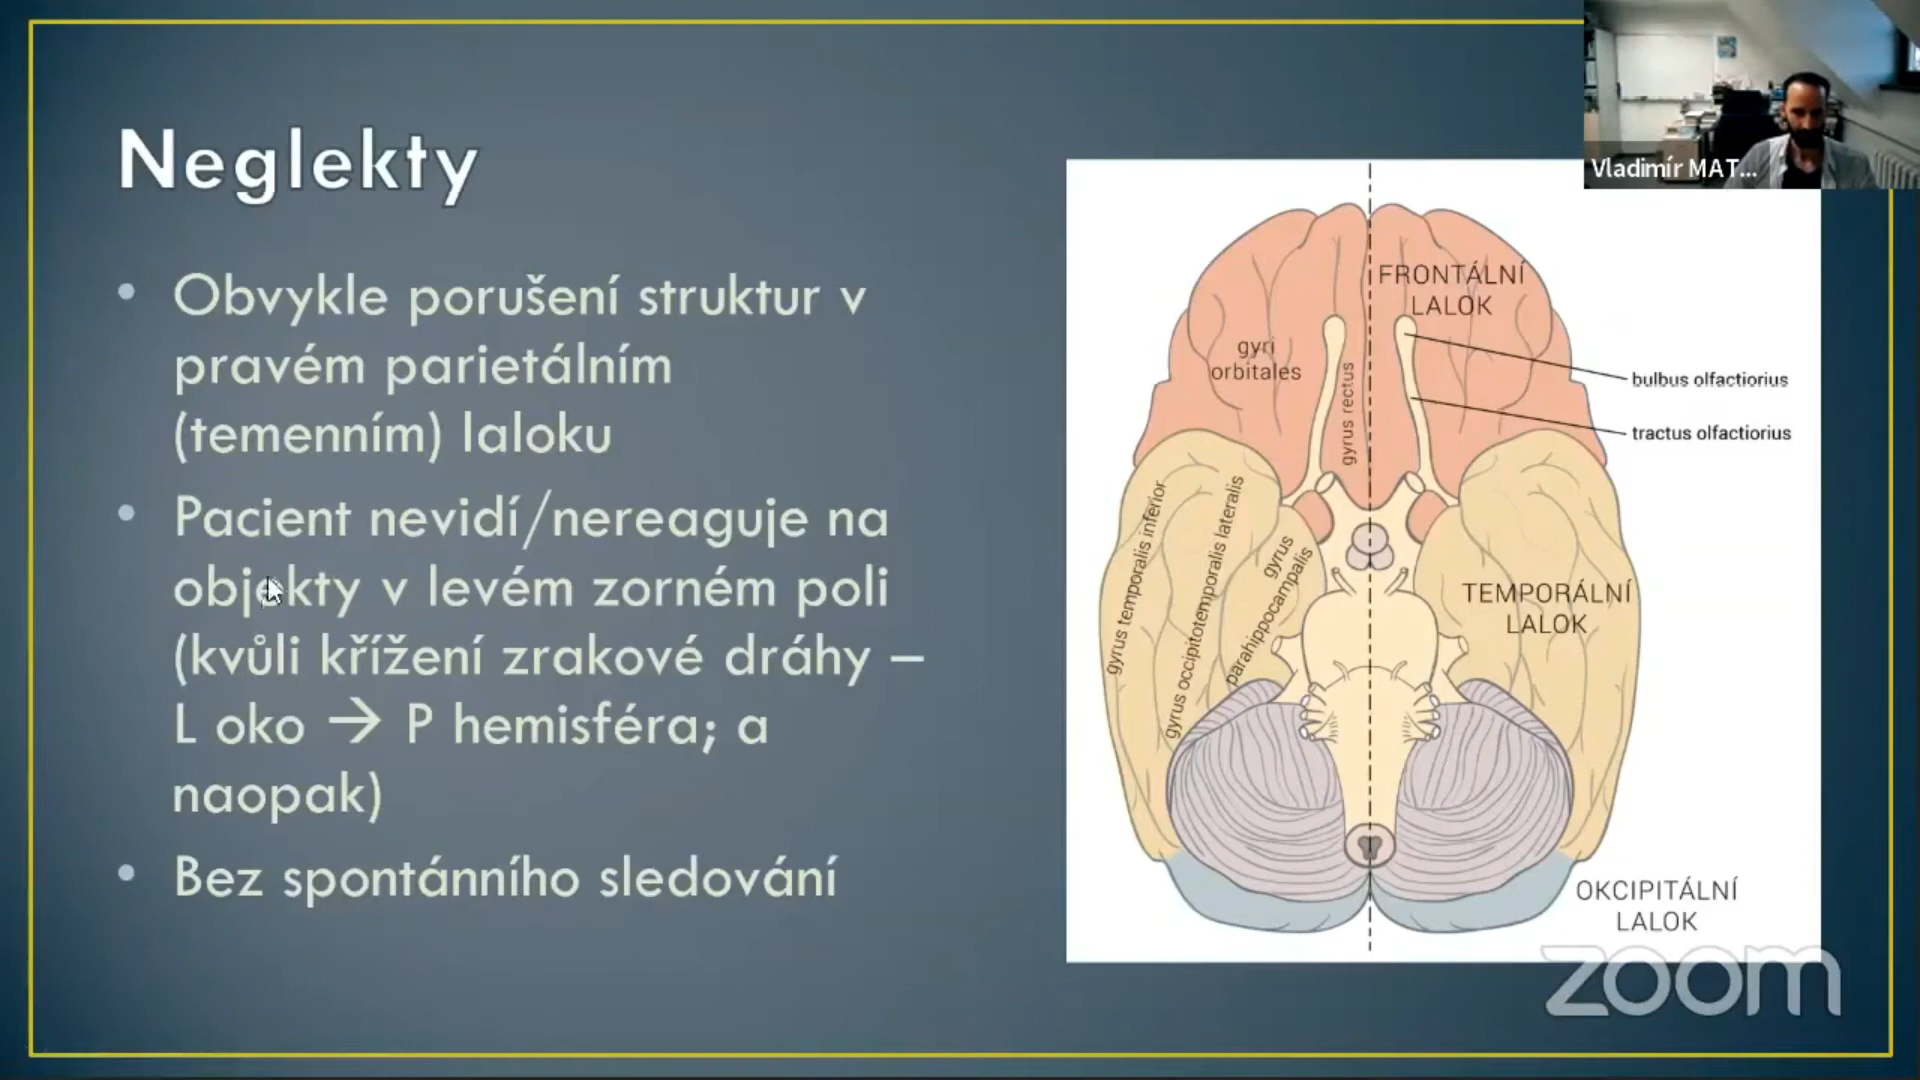 Neglekty
• Obvykle porušení struktur v
pravém parietálním
(temenním) laloku
• Pacient nevidí/nereaguje na
objekty v levém zorném poli
(kvůli křížení zrakové dráhy –
L oko → P hemisféra; a
naopak)
• Bez spontánního sledování
Vladimír MAT...
FRONTÁLNÍ
LALOK
gyri
orbitales
gyrus rectus
bulbus olfactiorius
tractus olfactiorius
gyrus temporalis inferior
gyrus occipitotemporalis lateralis
gyrus
parahippocampalis
TEMPORÁLNÍ
LALOK
OKCIPITÁLNÍ
LALOK
zoom